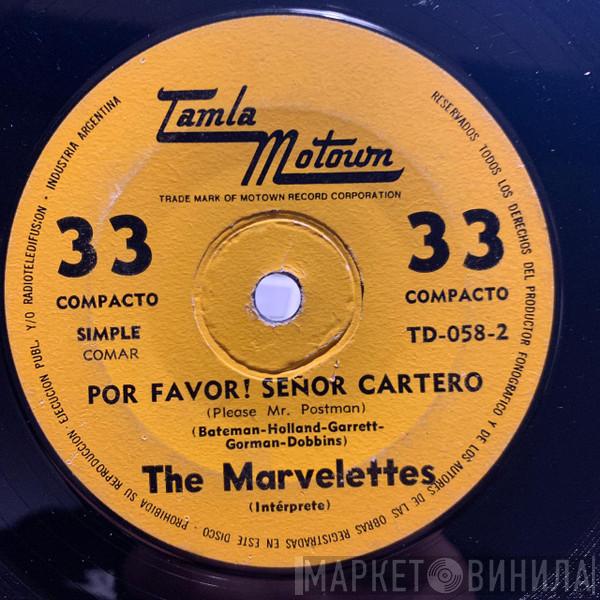 Tamla
Motown
TRADE MARK OF MOTOWN RECORD CORPORATION
33
COMPACTO
33
COMPACTO
SIMPLE
COMAR
TD-058-2
POR FAVOR! SEÑOR CARTERO
(Please Mr. Postman)
(Bateman-Holland-Garrett-
Gorman-Dobbins)
The Marvelettes
(Intérprete)
RESERVADOS TODOS LOS DERECHOS DEL PRODUCTOR FONOGRAFICO Y DE LOS AUTORES DE LAS OBRAS REGISTRADAS EN ESTE DISCO - PROHIBIDA SU REPRODUCCION EJECUCION PUBL. Y/O RADIOTELEDIFUSION · INDUSTRIA ARGENTINA
МАРКЕТ ВИНИЛА